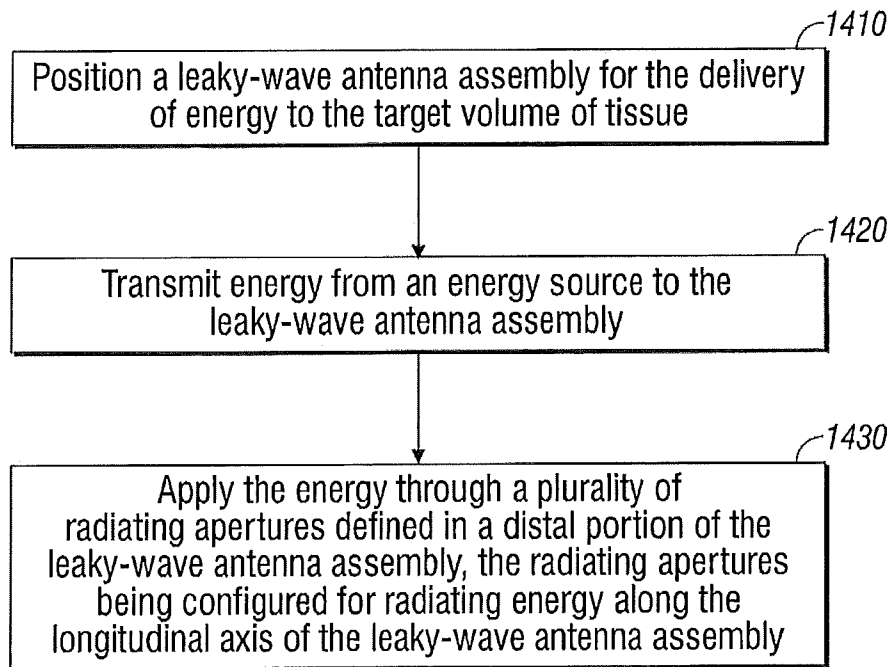 1410
Position a leaky-wave antenna assembly for the delivery
of energy to the target volume of tissue
1420
Transmit energy from an energy source to the
leaky-wave antenna assembly
1430
Apply the energy through a plurality of
radiating apertures defined in a distal portion of the
leaky-wave antenna assembly, the radiating apertures
being configured for radiating energy along the
longitudinal axis of the leaky-wave antenna assembly